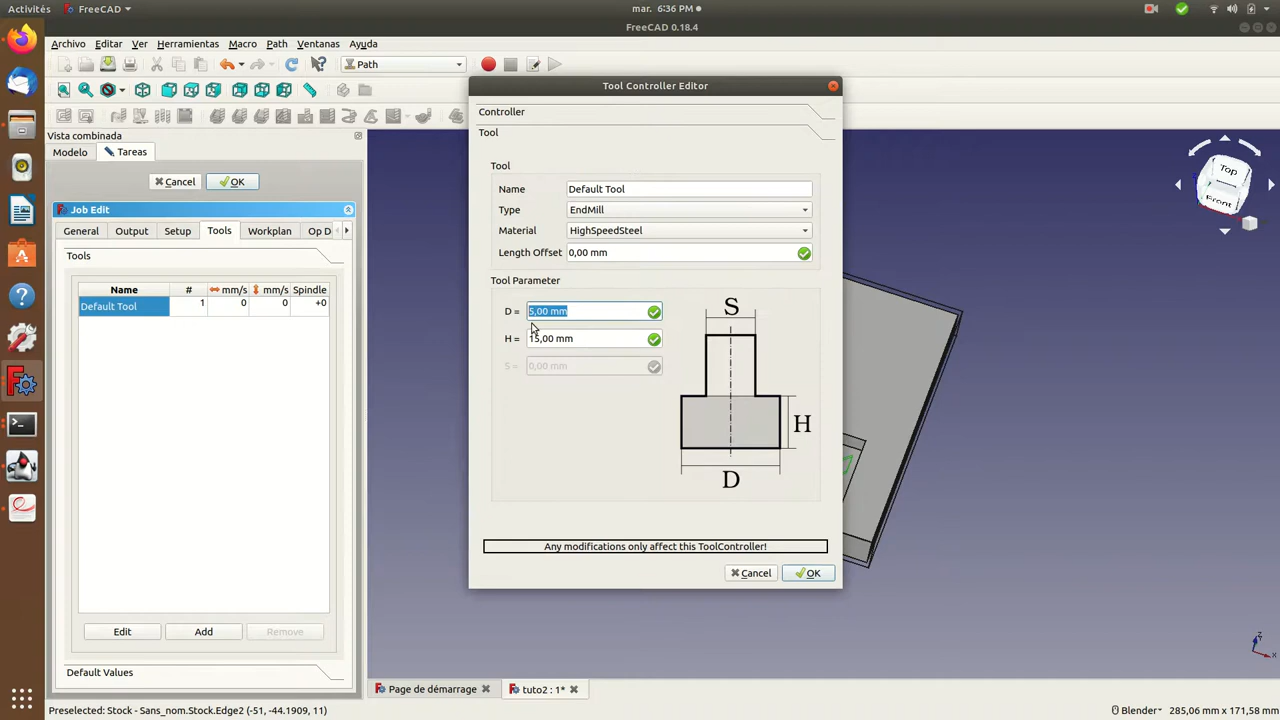 Activités
FreeCAD
mar. 6:36 PM
FreeCAD 0.18.4
Archivo Editar Ver Herramientas Macro Path Ventanas Ayuda
Path
Vista combinada
Modelo Tareas
Cancel OK
Job Edit
General Output Setup Tools Workplan Op D
Tools
Name # mm/s mm/s Spindle
Default Tool 1 0 0 +0
Edit Add Remove
Default Values
Tool Controller Editor
Controller
Tool
Tool
Name Default Tool
Type EndMill
Material HighSpeedSteel
Length Offset 0,00 mm
Tool Parameter
D = 5,00 mm
H = 15,00 mm
S = 0,00 mm
S
H
D
Any modifications only affect this ToolController!
Cancel OK
Top
Front
Z
X
Page de démarrage tuto2 : 1*
Preselected: Stock - Sans_nom.Stock.Edge2 (-51, -44.1909, 11)
Blender 285,06 mm x 171,58 mm